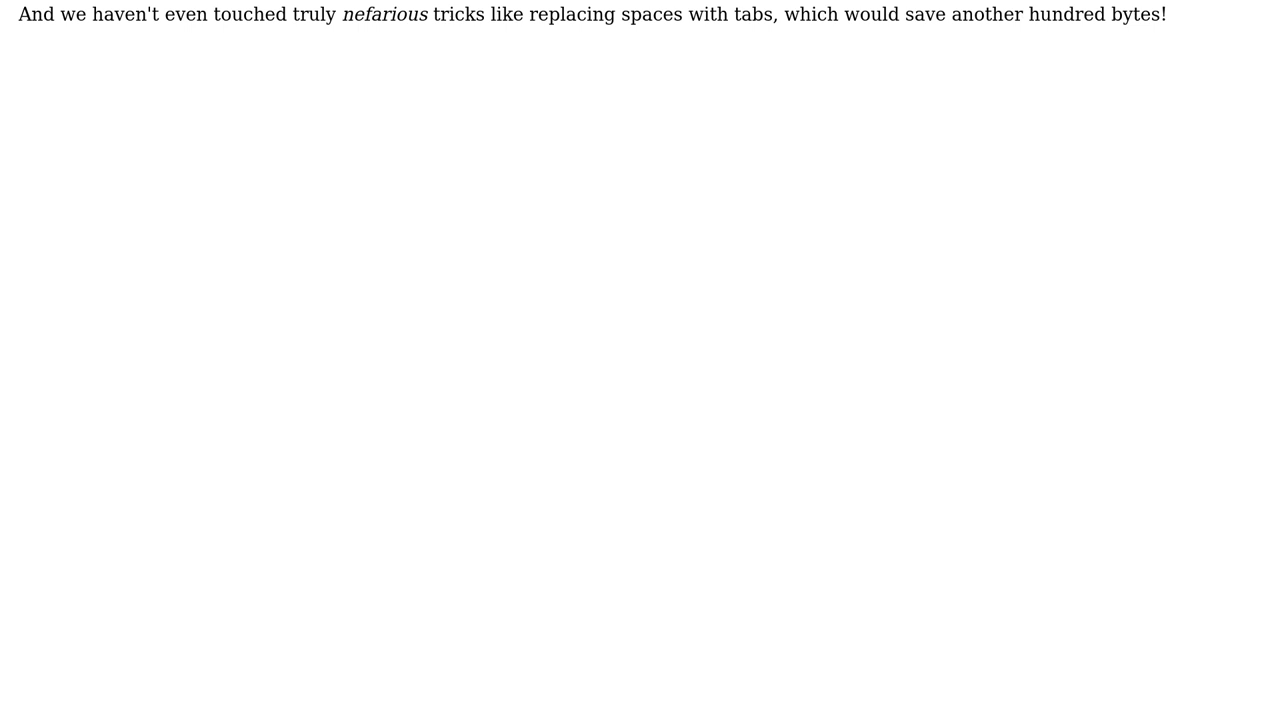 And we haven't even touched truly nefarious tricks like replacing spaces with tabs, which would save another hundred bytes!